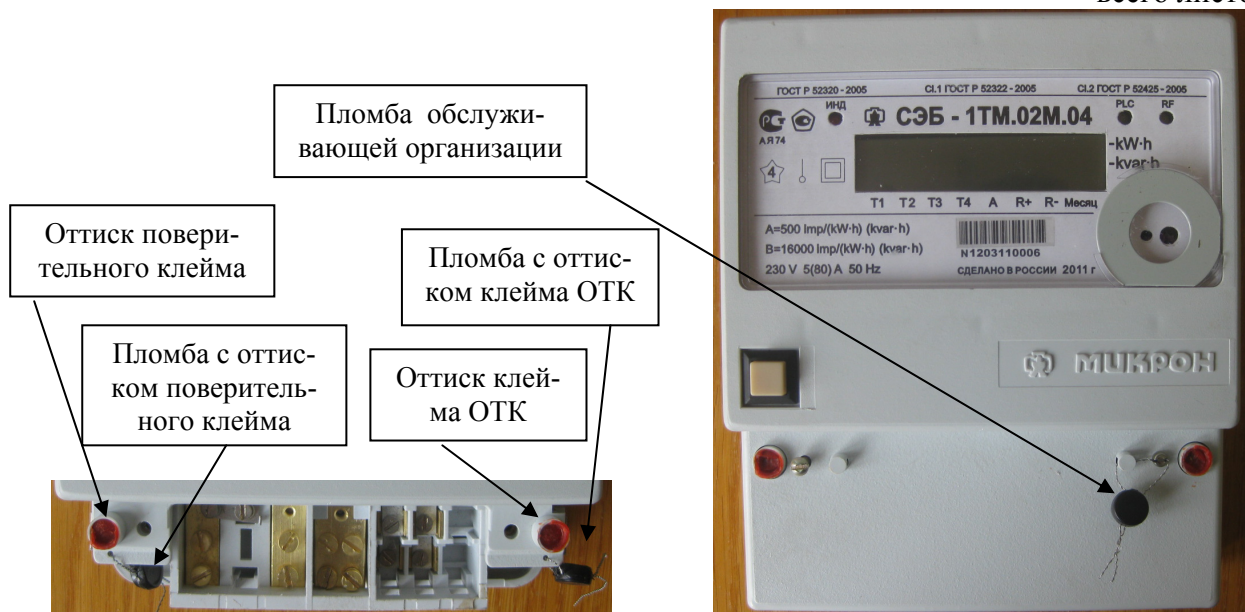 всего листо
Пломба обслужи-
вающей организации
Оттиск повери-
тельного клейма
Пломба с оттис-
ком поверитель-
ного клейма
Пломба с оттис-
ком клейма ОТК
Оттиск клей-
ма ОТК
ГОСТ Р 52320 - 2005 Cl.1 ГОСТ Р 52322 - 2005 Cl.2 ГОСТ Р 52425 - 2005
ИНД СЭБ - 1ТМ.02М.04 PLC RF
АЯ74
-kW·h
-kvar·h
4
T1 T2 T3 T4 A R+ R- Месяц
A=500 Imp/(kW·h) (kvar·h)
B=16000 Imp/(kW·h) (kvar·h)
N1203110006
230 V 5(80) A 50 Hz СДЕЛАНО В РОССИИ 2011 г
МИКРОН